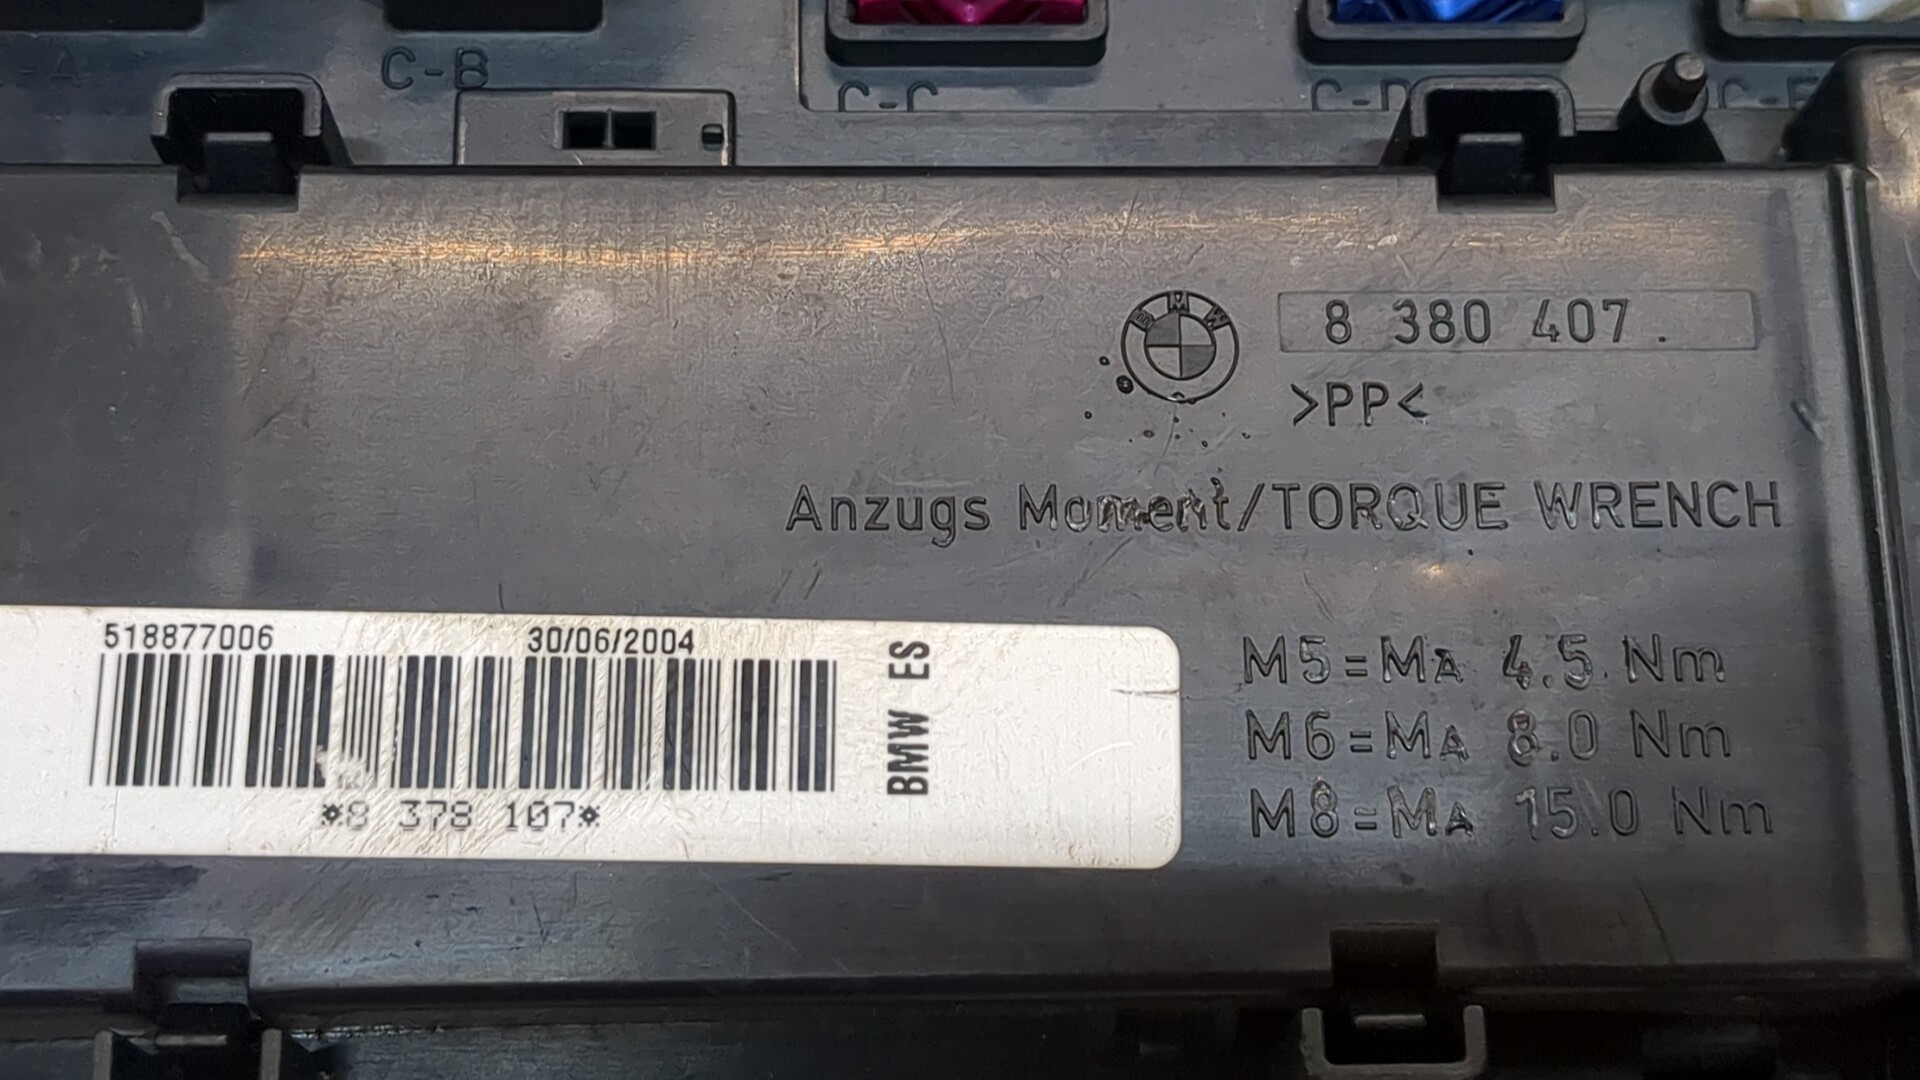 C-B
C-C
BMW
8 380 407 .
>PP<
Anzugs Moment/TORQUE WRENCH
518877006
30/06/2004
BMW ES
*8 378 107*
M5=MA 4.5 Nm
M6=MA 8.0 Nm
M8=MA 15.0 Nm